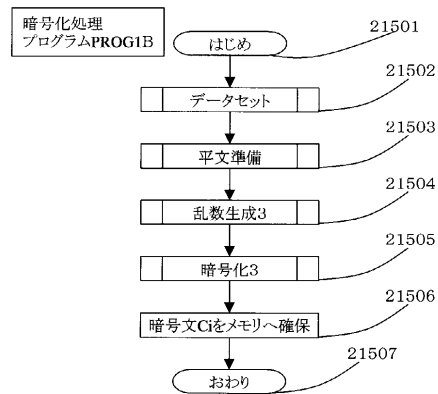 暗号化処理
プログラムPROG1B
はじめ
21501
データセット
21502
平文準備
21503
乱数生成3
21504
暗号化3
21505
暗号文Ciをメモリへ確保
21506
おわり
21507